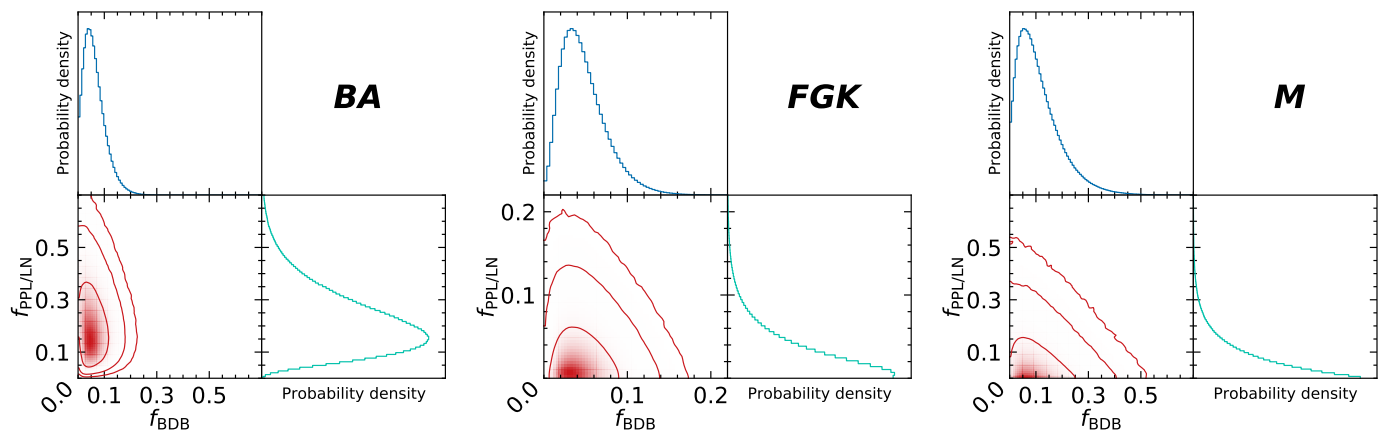 Probability density
BA
0.5
0.3
0.1
0.0
f_PPL/LN
0.1 0.3 0.5
f_BDB
Probability density
Probability density
FGK
0.2
0.1
0.0
f_PPL/LN
0.1 0.2
f_BDB
Probability density
Probability density
M
0.5
0.3
0.1
0.0
f_PPL/LN
0.1 0.3 0.5
f_BDB
Probability density